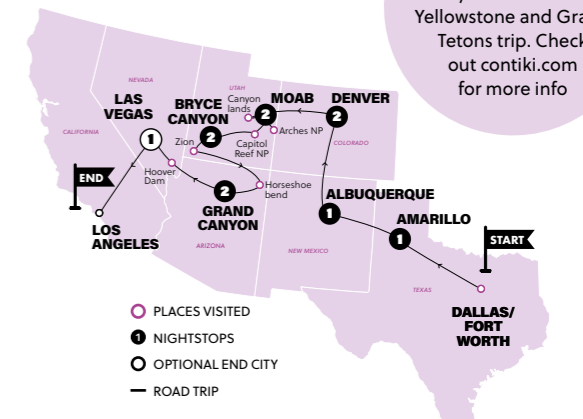 Yellowstone and Gra
Tetons trip. Check
out contiki.com
for more info
NEVADA
UTAH
LAS
VEGAS
BRYCE
CANYON
Canyon
lands
MOAB
DENVER
2
2
2
1
Arches NP
Capitol
Reef NP
Zion
CALIFORNIA
COLORADO
Hoover
Dam
END
Horseshoe
bend
2
GRAND
CANYON
LOS
ANGELES
ARIZONA
ALBUQUERQUE
1
AMARILLO
1
NEW MEXICO
START
TEXAS
DALLAS/
FORT
WORTH
PLACES VISITED
1 NIGHTSTOPS
OPTIONAL END CITY
ROAD TRIP